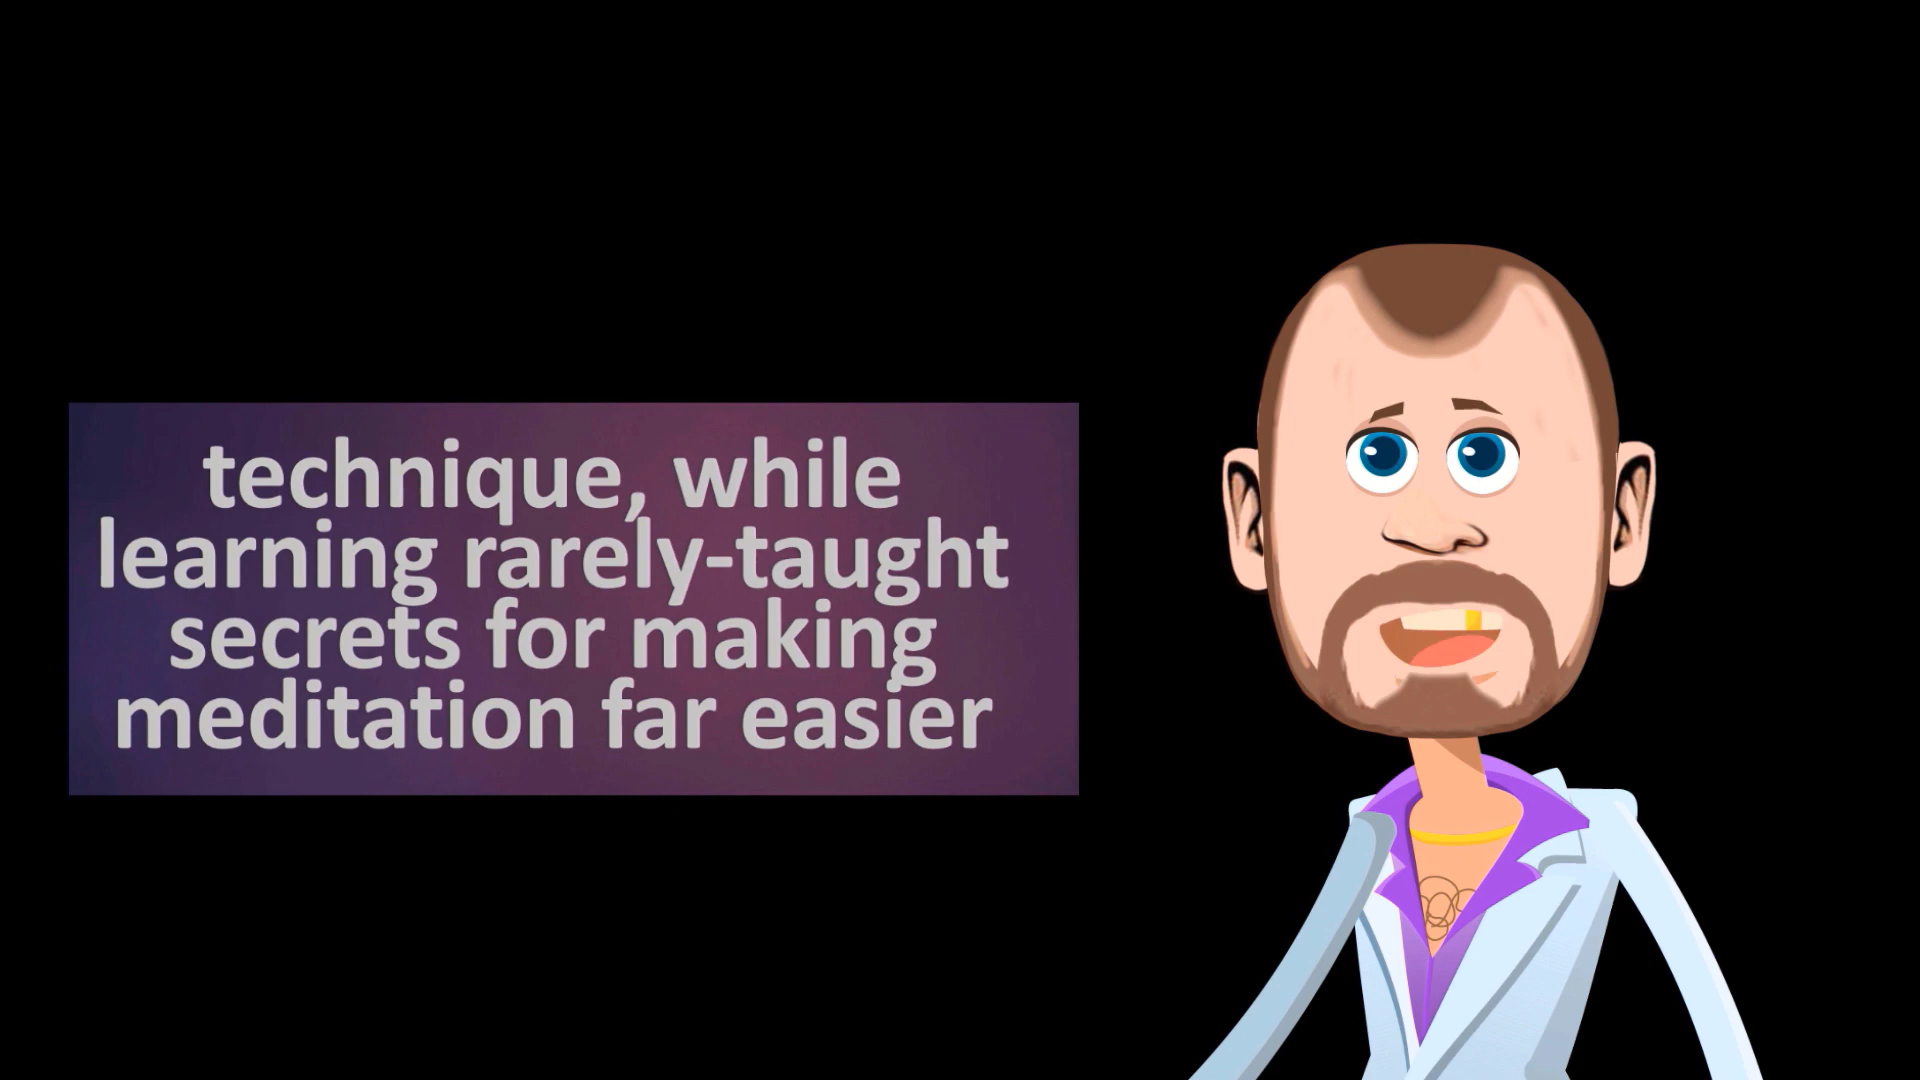 technique, while
learning rarely-taught
secrets for making
meditation far easier